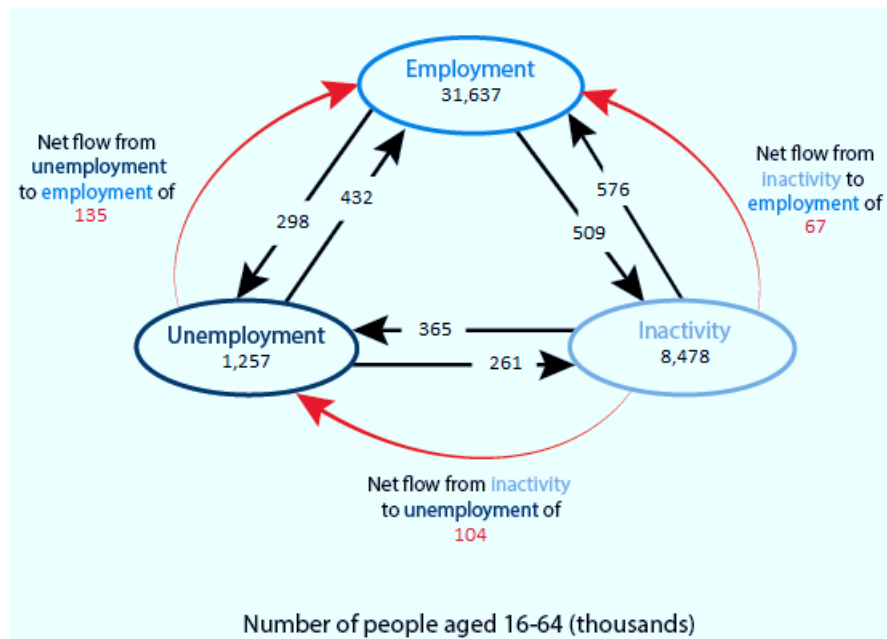 Employment
31,637
Net flow from
unemployment
to employment of
135
298
432
576
509
Net flow from
inactivity to
employment of
67
Unemployment
1,257
365
261
Inactivity
8,478
Net flow from inactivity
to unemployment of
104
Number of people aged 16-64 (thousands)